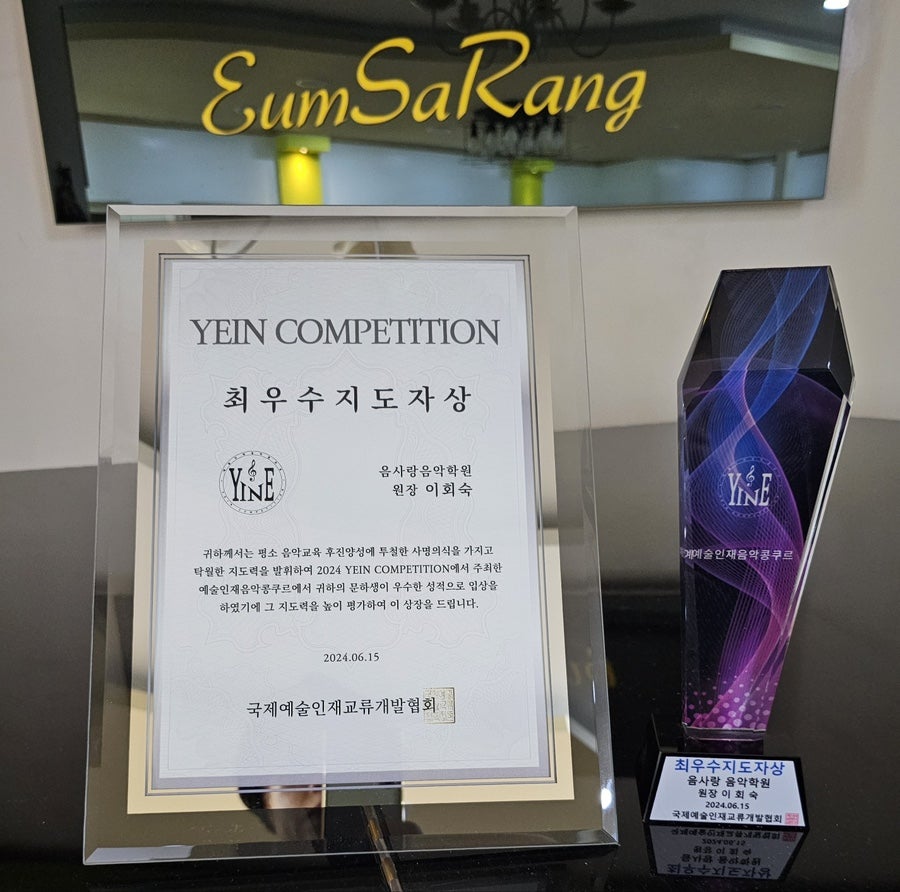 EumSaRang
YEIN COMPETITION
최우수지도자상
YINE
음사랑음악학원
원장 이회숙
귀하께서는 평소 음악교육 후진양성에 투철한 사명의식을 가지고
탁월한 지도력을 발휘하여 2024 YEIN COMPETITION에서 주최한
예술인재음악콩쿠르에서 귀하의 문하생이 우수한 성적으로 입상을
하였기에 그 지도력을 높이 평가하여 이 상장을 드립니다.
2024.06.15
국제예술인재교류개발협회
YINE
예술인재음악콩쿠르
최우수지도자상
음사랑 음악학원
원장 이 회 숙
2024.06.15
국제예술인재교류개발협회